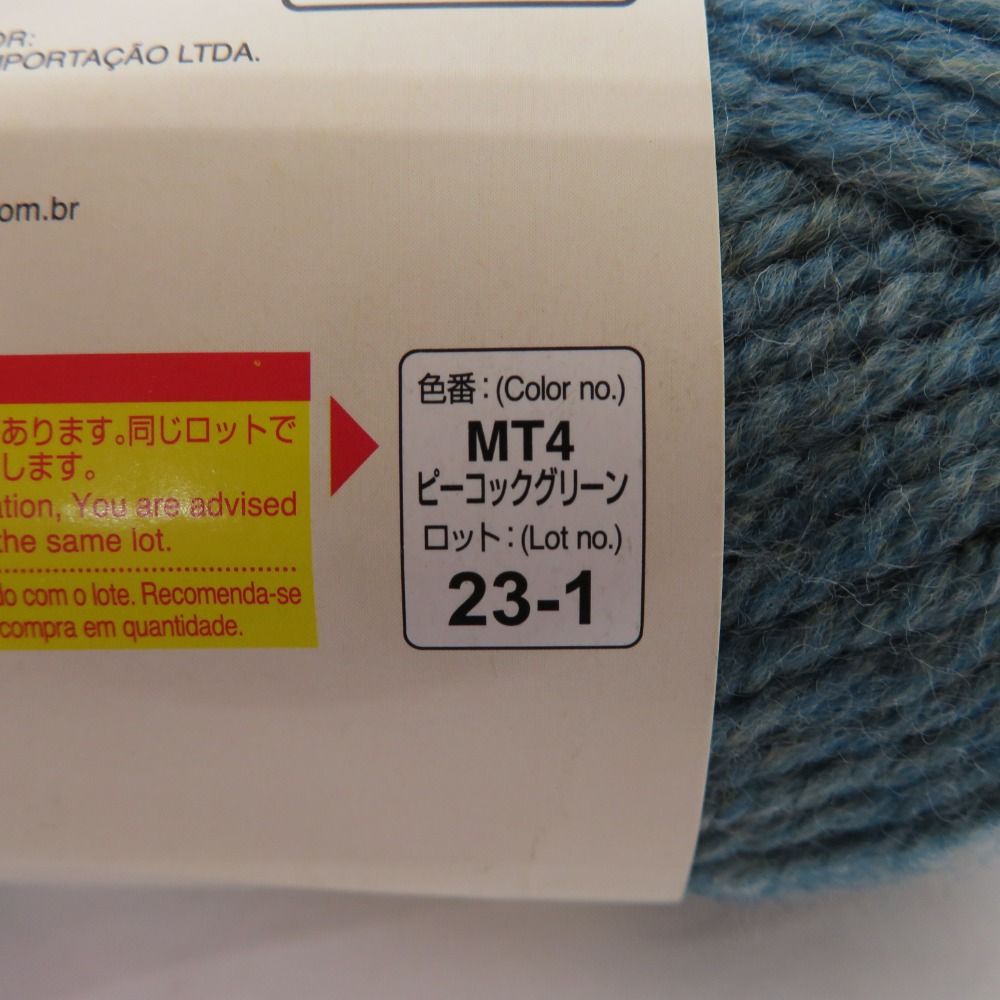 OR:
MPORTAÇÃO LTDA.
om.br
あります。同じロットで
します。
ation, You are advised
the same lot.
do com o lote. Recomenda-se
compra em quantidade.
色番：(Color no.)
MT4
ピーコックグリーン
ロット：(Lot no.)
23-1